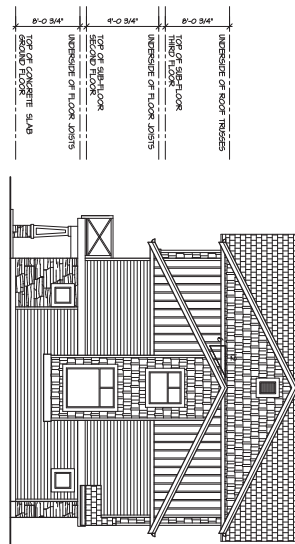 8'-0 3/4"
9'-0 3/4"
8'-0 3/4"
UNDERSIDE OF ROOF TRUSSES
TOP OF SUB-FLOOR
THIRD FLOOR
UNDERSIDE OF FLOOR JOISTS
TOP OF SUB-FLOOR
SECOND FLOOR
UNDERSIDE OF FLOOR JOISTS
TOP OF CONCRETE SLAB
GROUND FLOOR